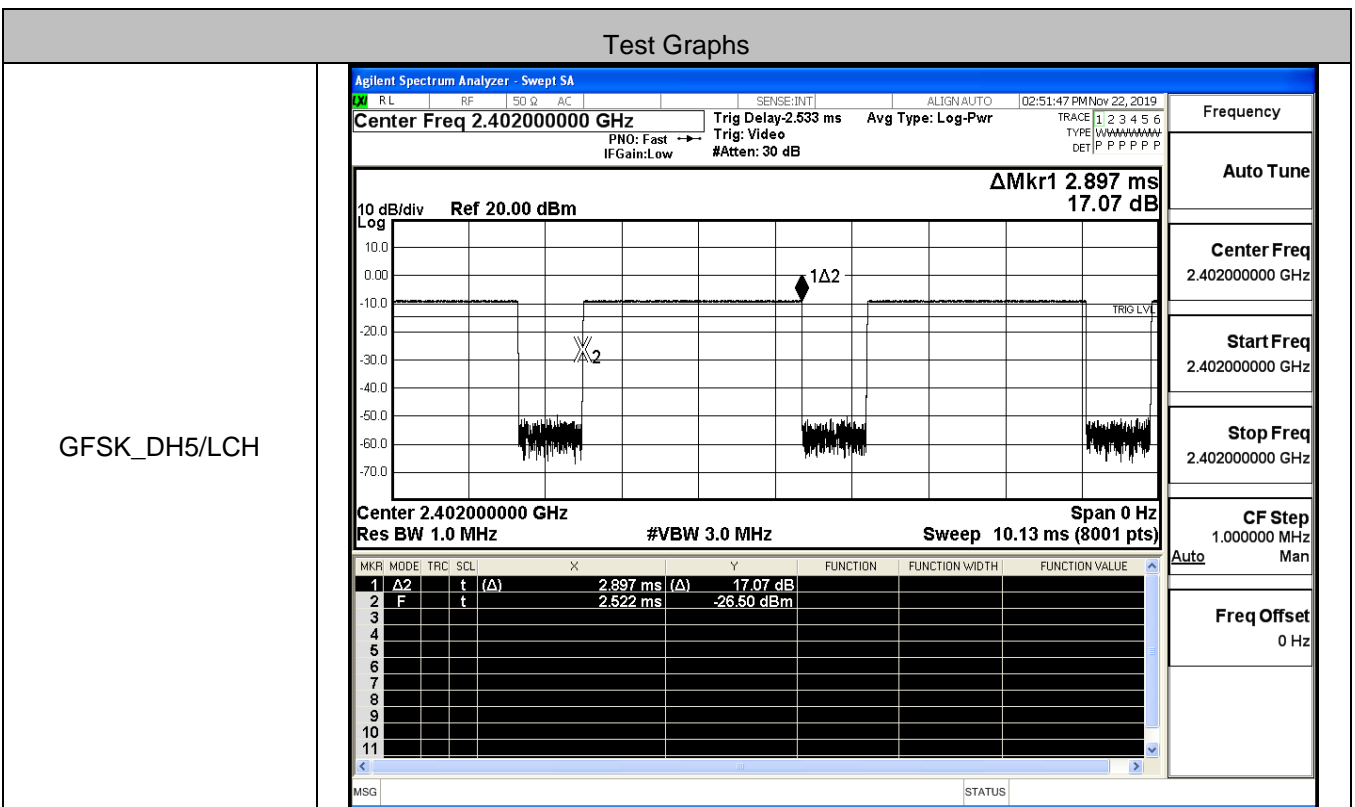 Test Graphs
GFSK_DH5/LCH
Agilent Spectrum Analyzer - Swept SA
LXI RL RF 50 Ω AC SENSE:INT ALIGN AUTO 02:51:47 PM Nov 22, 2019
Center Freq 2.402000000 GHz
PNO: Fast
IFGain:Low
Trig Delay-2.533 ms
Trig: Video
#Atten: 30 dB
Avg Type: Log-Pwr
TRACE 1 2 3 4 5 6
TYPE WWWWWW
DET P P P P P P
ΔMkr1 2.897 ms
17.07 dB
10 dB/div Ref 20.00 dBm
Log
10.0
0.00
-10.0
-20.0
-30.0
-40.0
-50.0
-60.0
-70.0
1Δ2
TRIG LVL
2
Center 2.402000000 GHz Span 0 Hz
Res BW 1.0 MHz #VBW 3.0 MHz Sweep 10.13 ms (8001 pts)
MKR MODE TRC SCL X Y FUNCTION FUNCTION WIDTH FUNCTION VALUE
1 Δ2 t (Δ) 2.897 ms (Δ) 17.07 dB
2 F t 2.522 ms -26.50 dBm
3
4
5
6
7
8
9
10
11
MSG STATUS
Frequency
Auto Tune
Center Freq
2.402000000 GHz
Start Freq
2.402000000 GHz
Stop Freq
2.402000000 GHz
CF Step
1.000000 MHz
Auto Man
Freq Offset
0 Hz